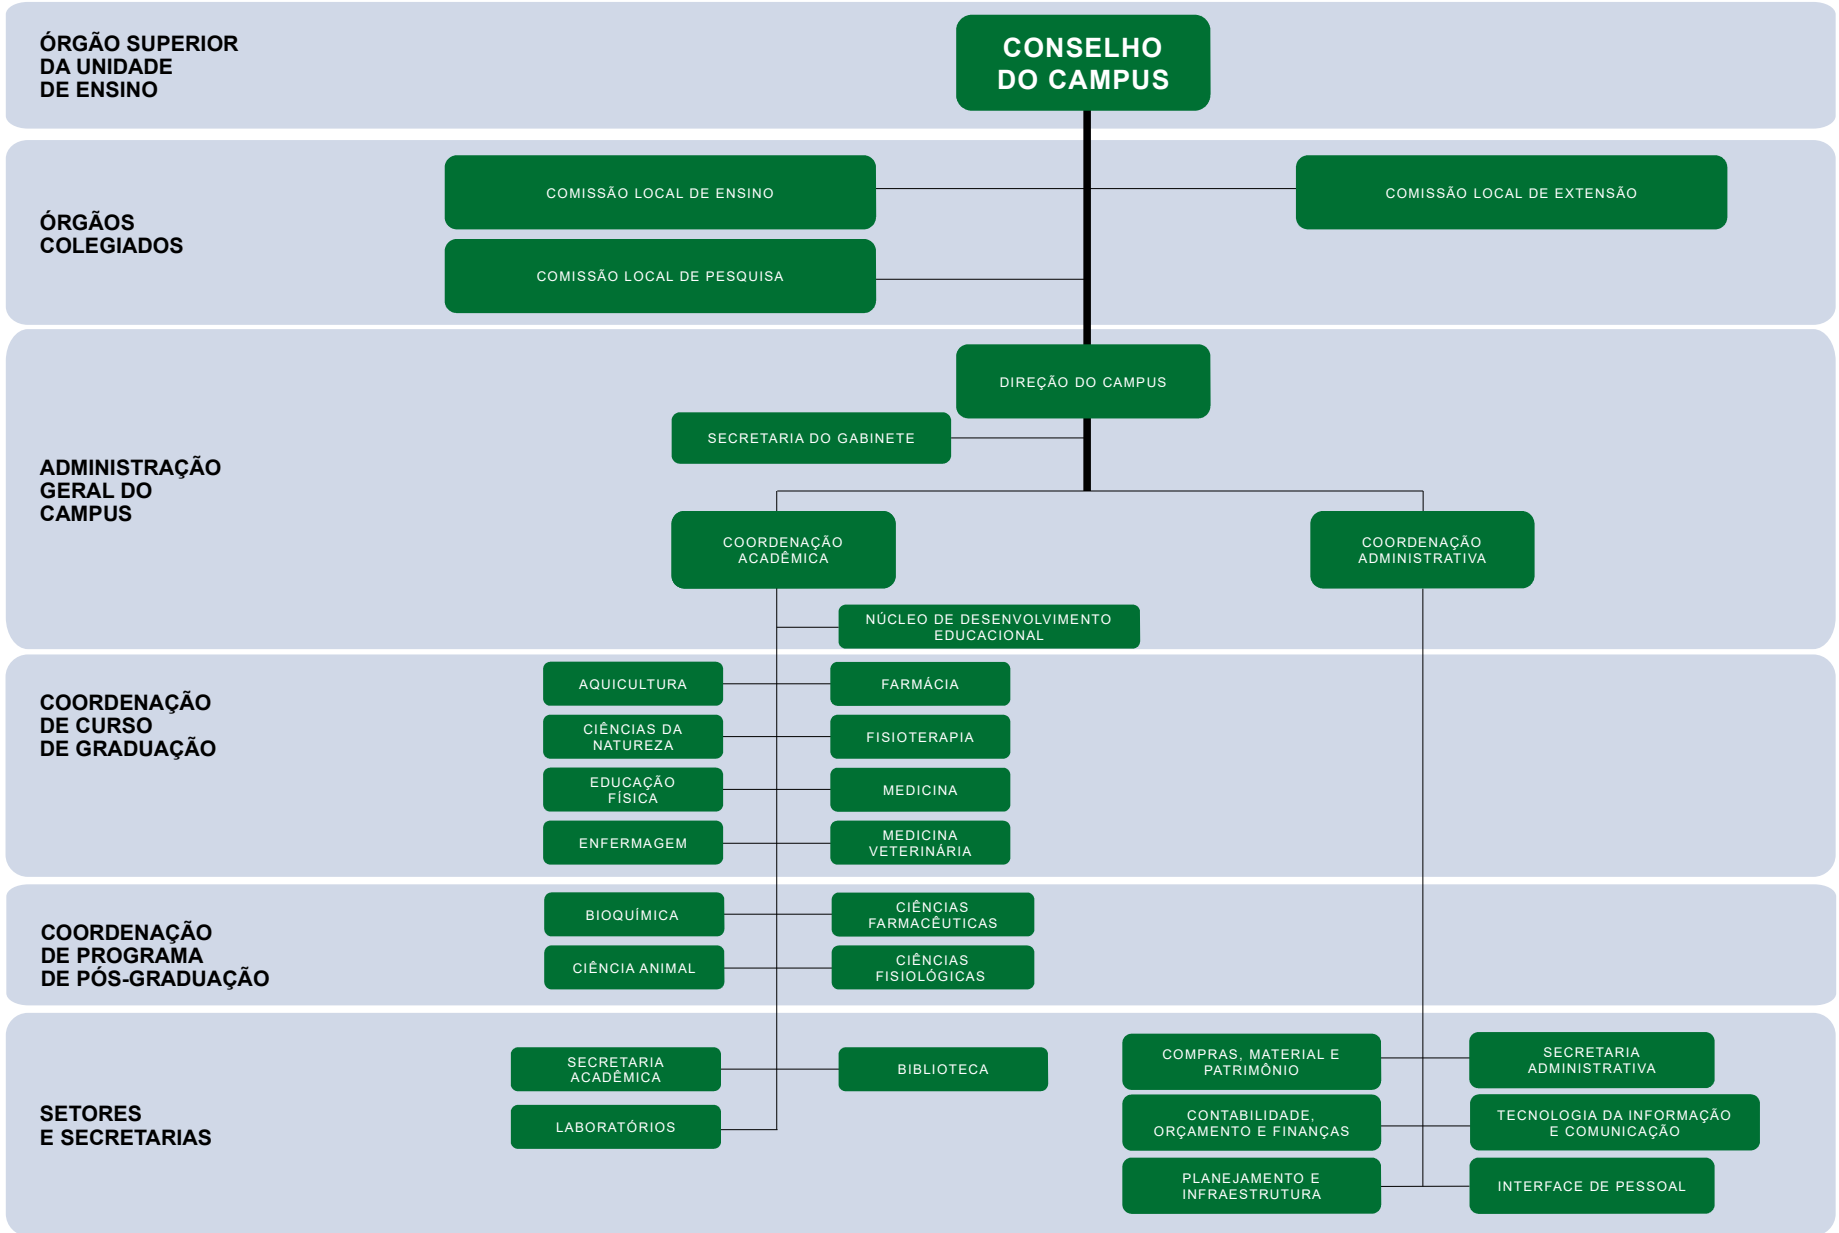 ÓRGÃO SUPERIOR
DA UNIDADE
DE ENSINO
CONSELHO
DO CAMPUS
ÓRGÃOS
COLEGIADOS
COMISSÃO LOCAL DE ENSINO
COMISSÃO LOCAL DE EXTENSÃO
COMISSÃO LOCAL DE PESQUISA
ADMINISTRAÇÃO
GERAL DO
CAMPUS
DIREÇÃO DO CAMPUS
SECRETARIA DO GABINETE
COORDENAÇÃO
ACADÊMICA
COORDENAÇÃO
ADMINISTRATIVA
NÚCLEO DE DESENVOLVIMENTO
EDUCACIONAL
COORDENAÇÃO
DE CURSO
DE GRADUAÇÃO
AQUICULTURA
FARMÁCIA
CIÊNCIAS DA
NATUREZA
FISIOTERAPIA
EDUCAÇÃO
FÍSICA
MEDICINA
ENFERMAGEM
MEDICINA
VETERINÁRIA
COORDENAÇÃO
DE PROGRAMA
DE PÓS-GRADUAÇÃO
BIOQUÍMICA
CIÊNCIAS
FARMACÊUTICAS
CIÊNCIA ANIMAL
CIÊNCIAS
FISIOLÓGICAS
SETORES
E SECRETARIAS
SECRETARIA
ACADÊMICA
BIBLIOTECA
LABORATÓRIOS
COMPRAS, MATERIAL E
PATRIMÔNIO
SECRETARIA
ADMINISTRATIVA
CONTABILIDADE,
ORÇAMENTO E FINANÇAS
TECNOLOGIA DA INFORMAÇÃO
E COMUNICAÇÃO
PLANEJAMENTO E
INFRAESTRUTURA
INTERFACE DE PESSOAL